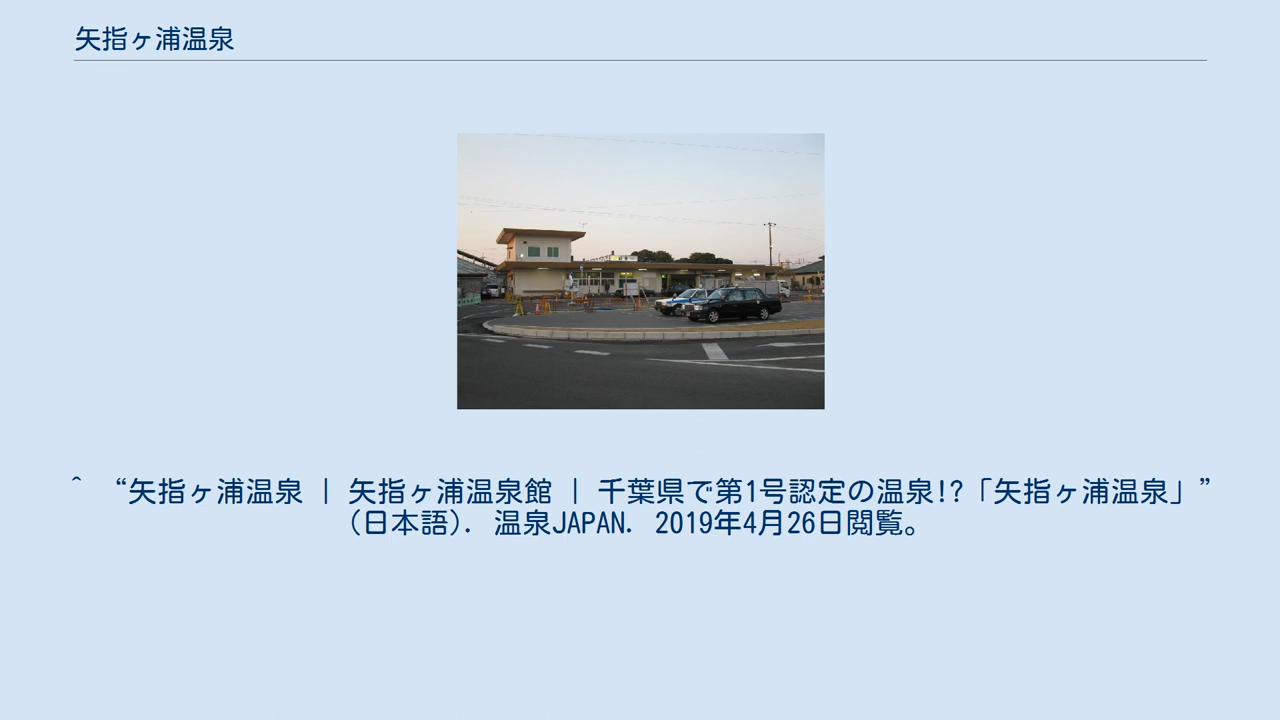 矢指ヶ浦温泉
^ “矢指ヶ浦温泉 | 矢指ヶ浦温泉館 | 千葉県で第1号認定の温泉!?「矢指ヶ浦温泉」”
(日本語). 温泉JAPAN. 2019年4月26日閲覧。